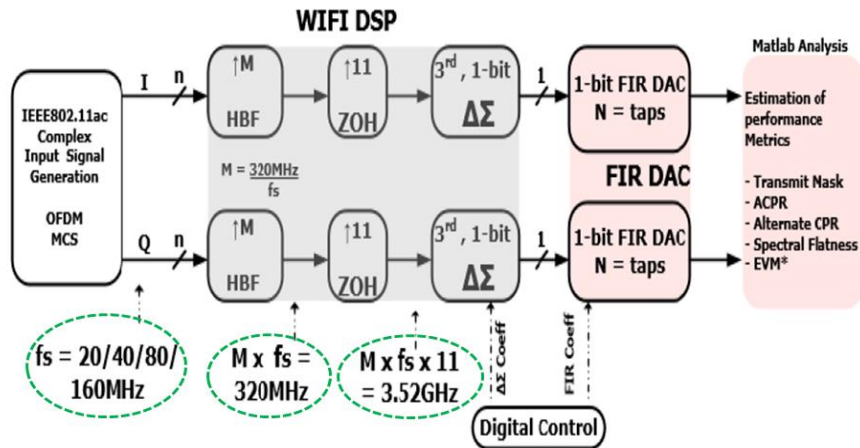 WIFI DSP
Matlab Analysis
IEEE802.11ac
Complex
Input Signal
Generation
OFDM
MCS
I
n
↑M
HBF
↑11
ZOH
3rd , 1-bit
ΔΣ
1
1-bit FIR DAC
N = taps
M = 320MHz
fs
FIR DAC
Q
n
↑M
HBF
↑11
ZOH
3rd , 1-bit
ΔΣ
1
1-bit FIR DAC
N = taps
Estimation of
performance
Metrics
- Transmit Nask
- ACPR
- Alternate CPR
- Spectral Flatness
- EVM*
fs = 20/40/80/
160MHz
M x fs =
320MHz
M x fs x 11
= 3.52GHz
ΔΣ Coeff
FIR Coeff
Digital Control